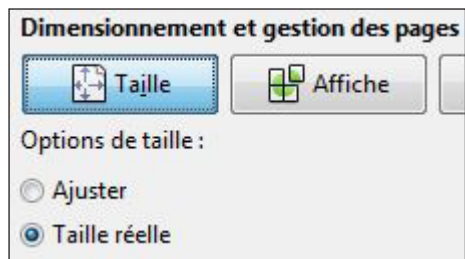 Dimensionnement et gestion des pages
Taille Affiche
Options de taille :
Ajuster
Taille réelle